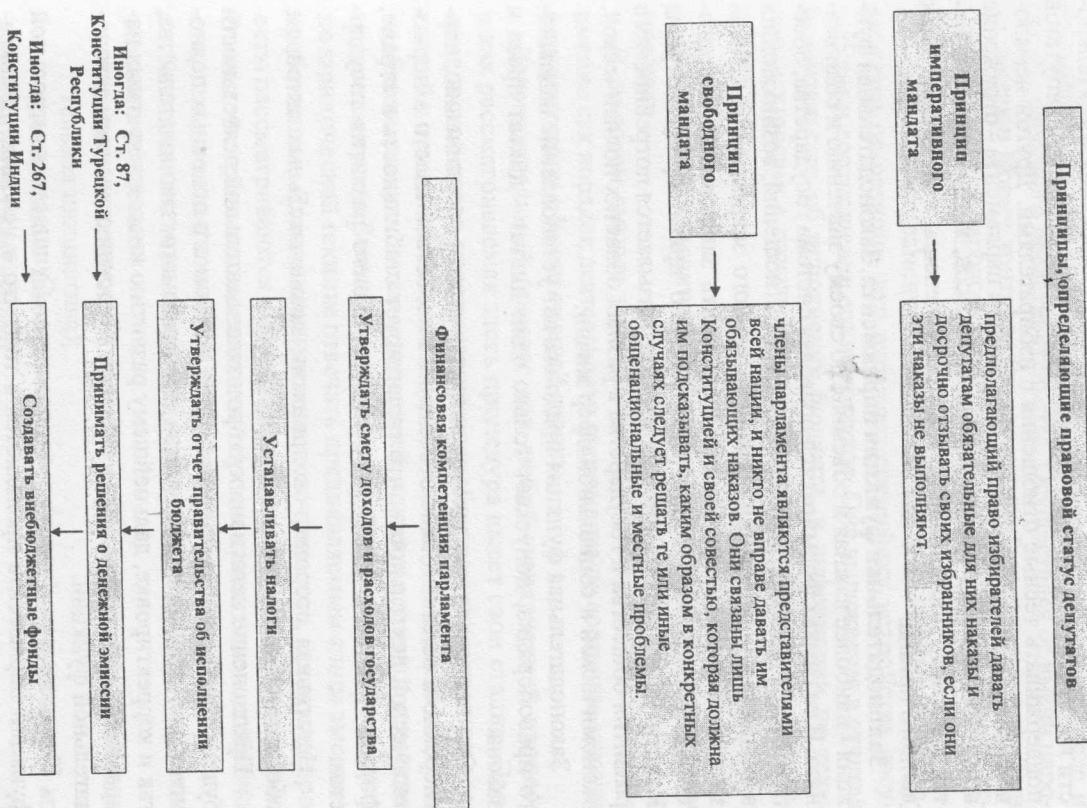 Принципы, определяющие правовой статус депутатов
Принцип
императивного
мандата
предполагающий право избирателей давать
депутатам обязательные для них наказы и
досрочно отзывать своих избранников, если они
эти наказы не выполняют.
Принцип
свободного
мандата
члены парламента являются представителями
всей нации, и никто не вправе давать им
обязывающих наказов. Они связаны лишь
Конституцией и своей совестью, которая должна
им подсказывать, каким образом в конкретных
случаях следует решать те или иные
общенациональные и местные проблемы.
Финансовая компетенция парламента
Утверждать смету доходов и расходов государства
Устанавливать налоги
Утверждать отчет правительства об исполнении
бюджета
Иногда: Ст. 87,
Конституции Турецкой
Республики
Принимать решения о денежной эмиссии
Иногда: Ст. 267,
Конституции Индии
Создавать внебюджетные фонды